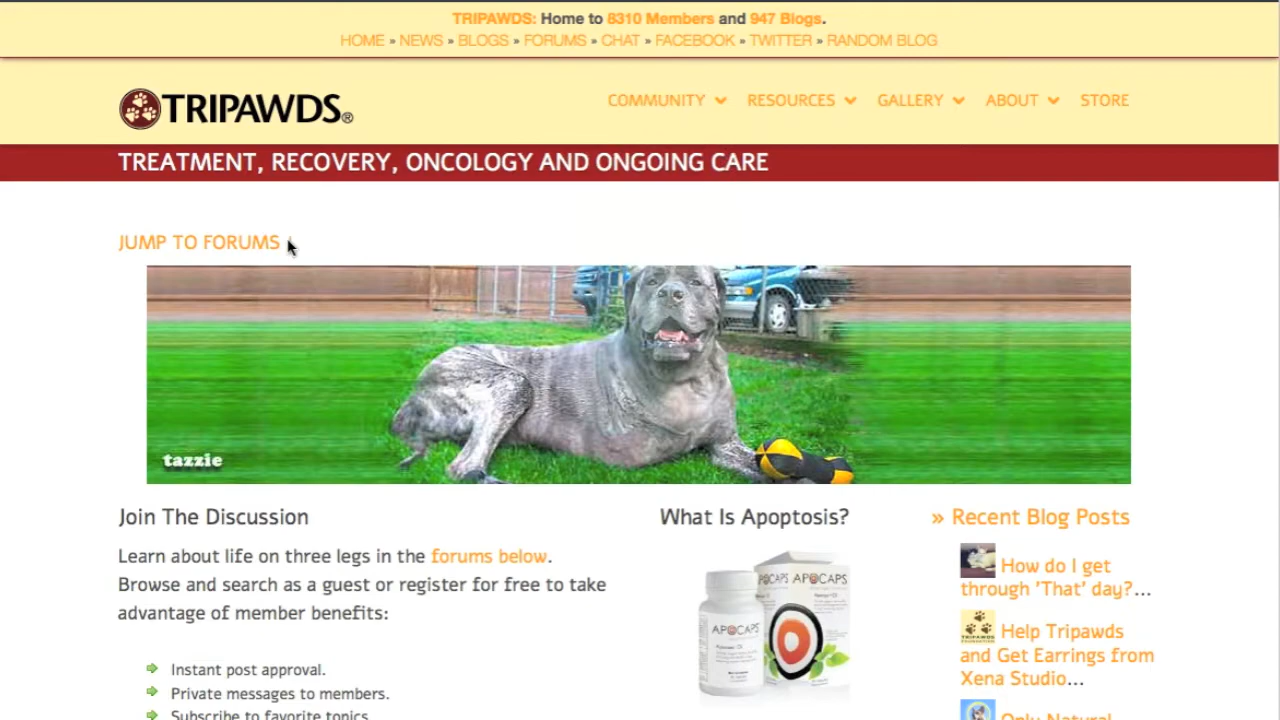 TRIPAWDS: Home to 8310 Members and 947 Blogs.
HOME » NEWS » BLOGS » FORUMS » CHAT » FACEBOOK » TWITTER » RANDOM BLOG
TRIPAWDS®
COMMUNITY RESOURCES GALLERY ABOUT STORE
TREATMENT, RECOVERY, ONCOLOGY AND ONGOING CARE
JUMP TO FORUMS
tazzie
Join The Discussion
Learn about life on three legs in the forums below.
Browse and search as a guest or register for free to take
advantage of member benefits:
Instant post approval.
Private messages to members.
Subscribe to favorite topics
What Is Apoptosis?
APOCAPS APOCAPS
APOCAPS
» Recent Blog Posts
How do I get
through 'That' day?...
Help Tripawds
and Get Earrings from
Xena Studio...
Only Natural